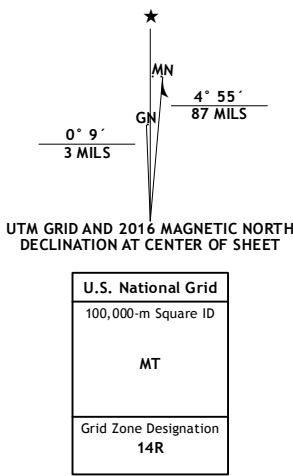 ★
MN
4° 55´
87 MILS
GN
0° 9´
3 MILS
UTM GRID AND 2016 MAGNETIC NORTH
DECLINATION AT CENTER OF SHEET
U.S. National Grid
100,000-m Square ID
MT
Grid Zone Designation
14R